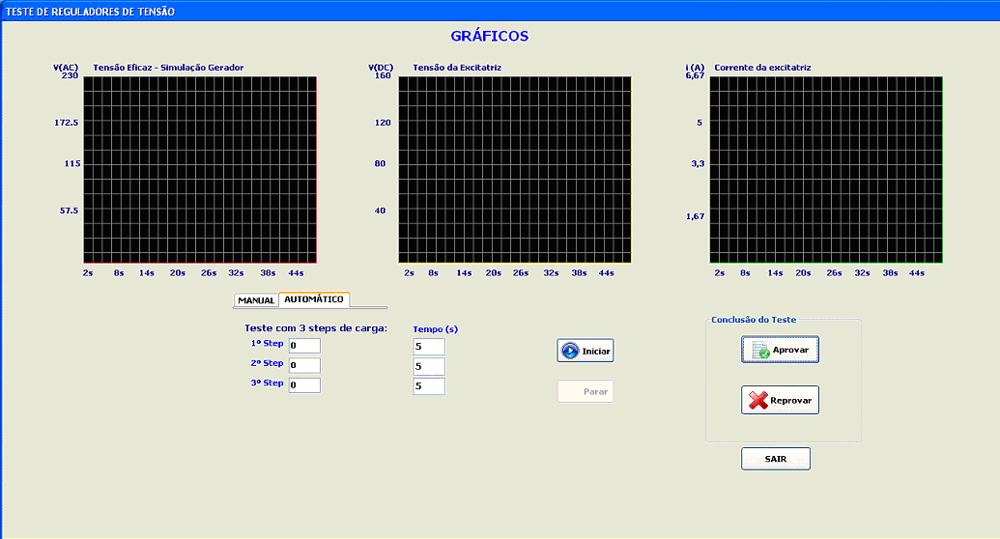 TESTE DE REGULADORES DE TENSÃO
GRÁFICOS
V(AC) Tensão Eficaz - Simulação Gerador
230
172.5
115
57.5
2s 8s 14s 20s 26s 32s 38s 44s
V(DC) Tensão da Excitatriz
160
120
80
40
2s 8s 14s 20s 26s 32s 38s 44s
i (A) Corrente da excitatriz
6,67
5
3,3
1,67
2s 8s 14s 20s 26s 32s 38s 44s
MANUAL AUTOMÁTICO
Teste com 3 steps de carga: Tempo (s)
1º Step 0 5
2º Step 0 5
3º Step 0 5
Iniciar
Parar
Conclusão do Teste
Aprovar
Reprovar
SAIR